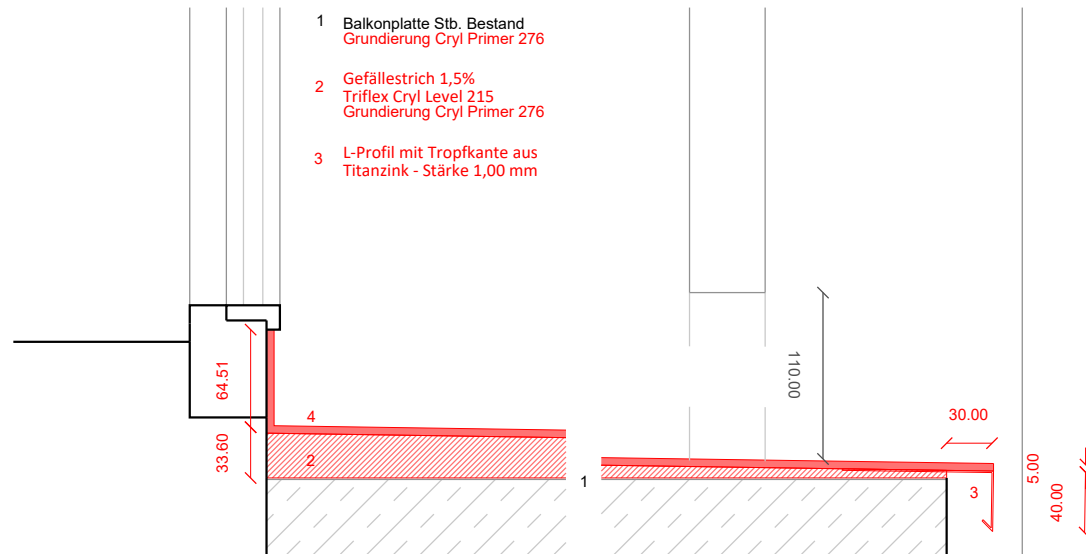 1 Balkonplatte Stb. Bestand
Grundierung Cryl Primer 276
2 Gefällestrich 1,5%
Triflex Cryl Level 215
Grundierung Cryl Primer 276
3 L-Profil mit Tropfkante aus
Titanzink - Stärke 1,00 mm
64.51
33.60
4
2
1
110.00
30.00
3
5.00
40.00